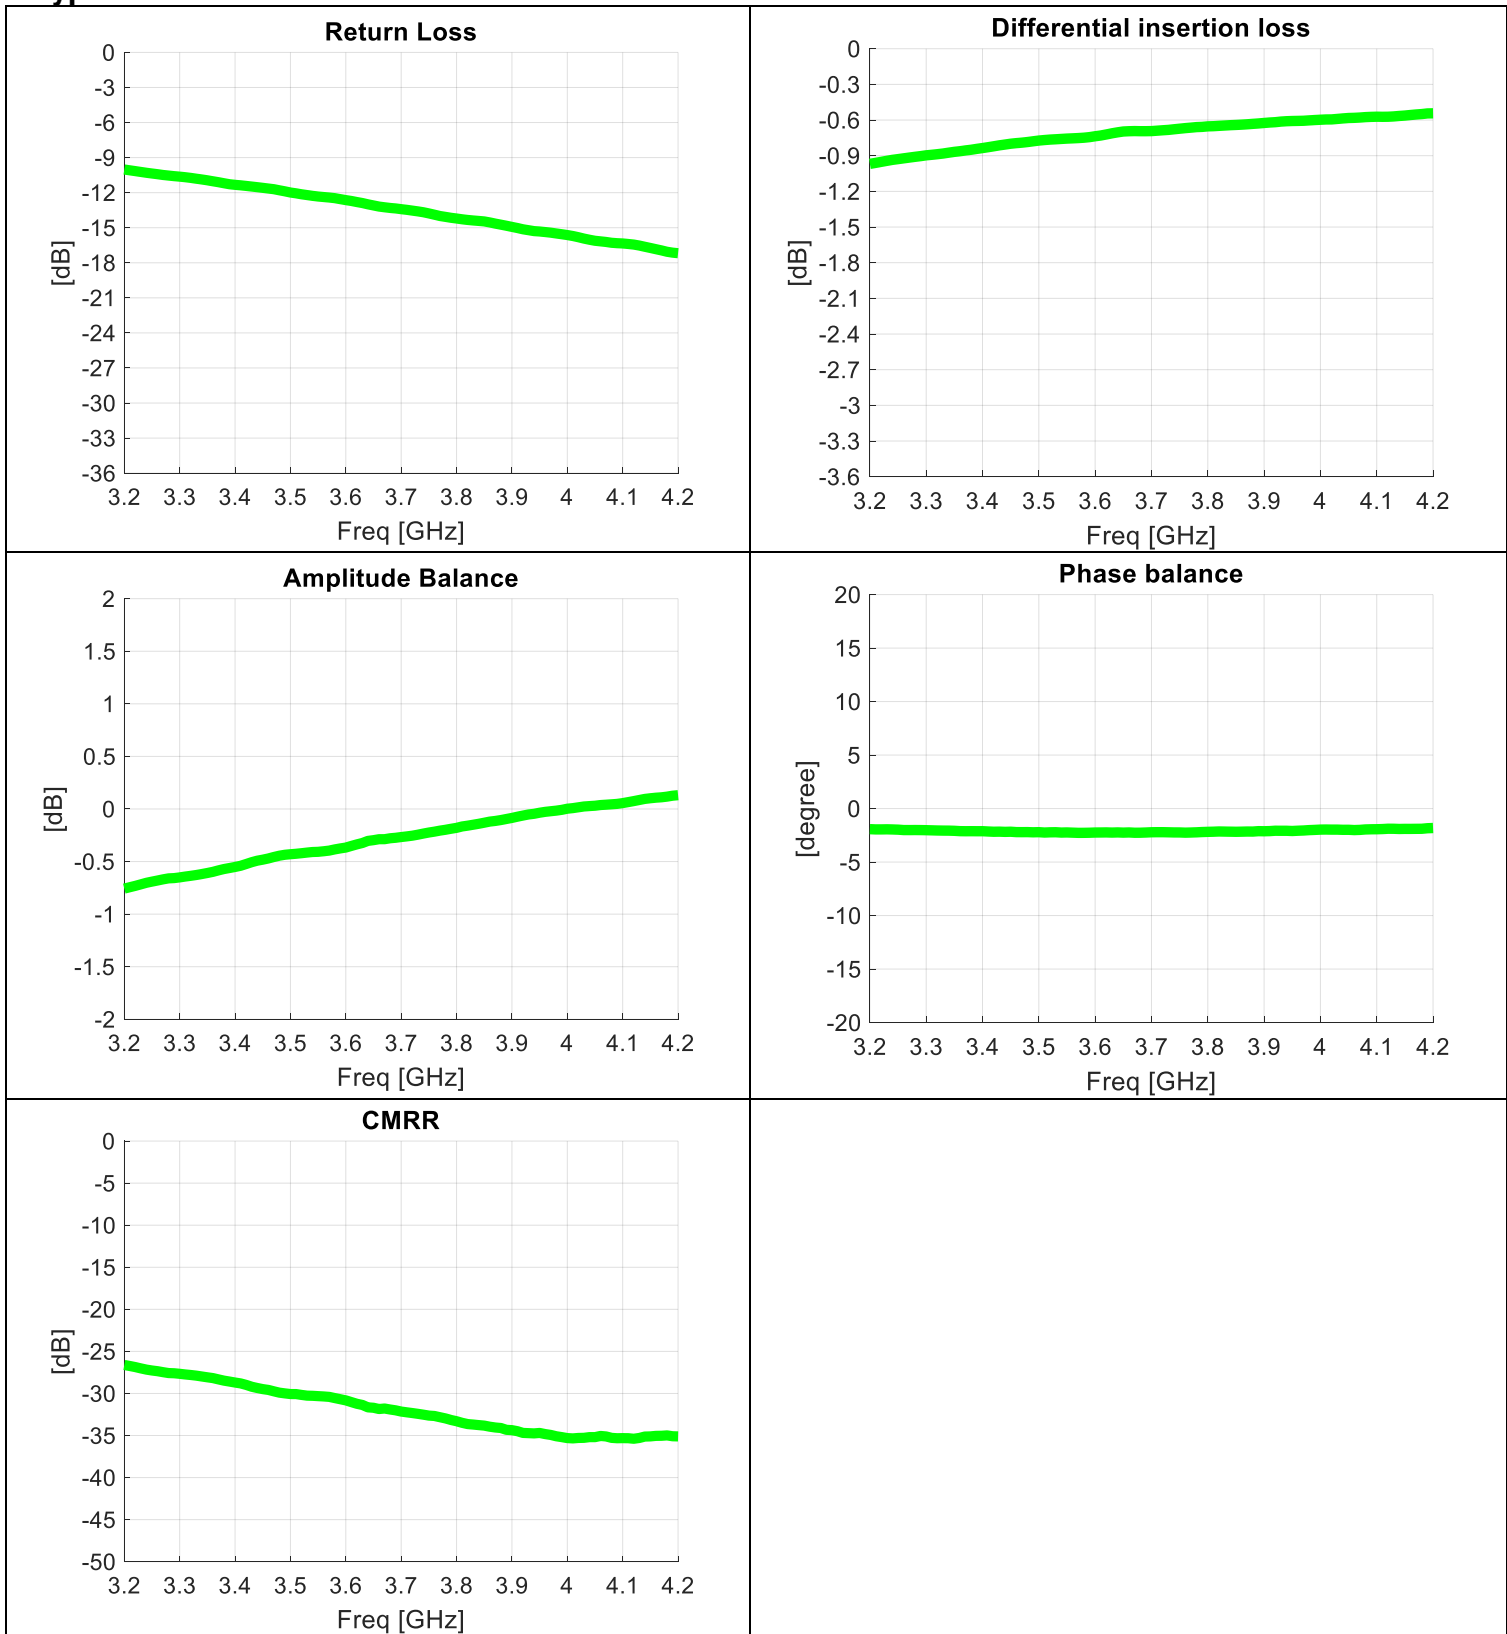 Return Loss
0
-3
-6
-9
-12
-15
-18
-21
-24
-27
-30
-33
-36
[dB]
3.2 3.3 3.4 3.5 3.6 3.7 3.8 3.9 4 4.1 4.2
Freq [GHz]
Differential insertion loss
0
-0.3
-0.6
-0.9
-1.2
-1.5
-1.8
-2.1
-2.4
-2.7
-3
-3.3
-3.6
[dB]
3.2 3.3 3.4 3.5 3.6 3.7 3.8 3.9 4 4.1 4.2
Freq [GHz]
Amplitude Balance
2
1.5
1
0.5
0
-0.5
-1
-1.5
-2
[dB]
3.2 3.3 3.4 3.5 3.6 3.7 3.8 3.9 4 4.1 4.2
Freq [GHz]
Phase balance
20
15
10
5
0
-5
-10
-15
-20
[degree]
3.2 3.3 3.4 3.5 3.6 3.7 3.8 3.9 4 4.1 4.2
Freq [GHz]
CMRR
0
-5
-10
-15
-20
-25
-30
-35
-40
-45
-50
[dB]
3.2 3.3 3.4 3.5 3.6 3.7 3.8 3.9 4 4.1 4.2
Freq [GHz]